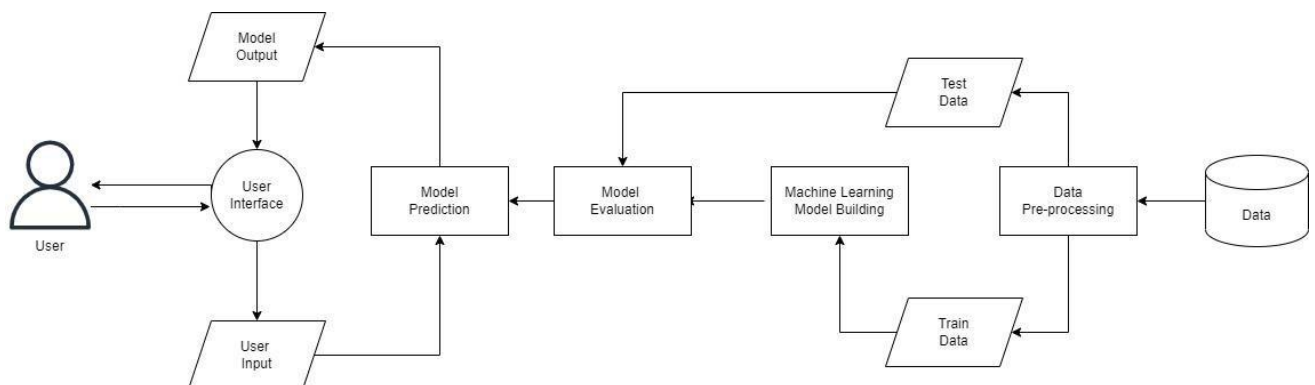 Model
Output
Test
Data
User
Interface
Model
Prediction
Model
Evaluation
Machine Learning
Model Building
Data
Pre-processing
Data
User
User
Input
Train
Data